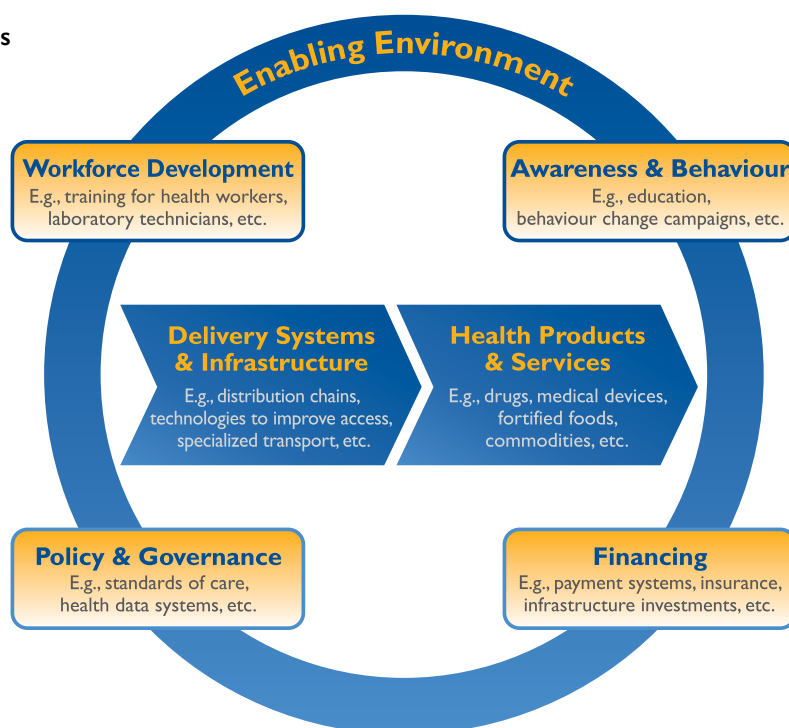 s
Enabling Environment
Workforce Development
E.g., training for health workers,
laboratory technicians, etc.
Awareness & Behaviour
E.g., education,
behaviour change campaigns, etc.
Delivery Systems
& Infrastructure
E.g., distribution chains,
technologies to improve access,
specialized transport, etc.
Health Products
& Services
E.g., drugs, medical devices,
fortified foods,
commodities, etc.
Policy & Governance
E.g., standards of care,
health data systems, etc.
Financing
E.g., payment systems, insurance,
infrastructure investments, etc.